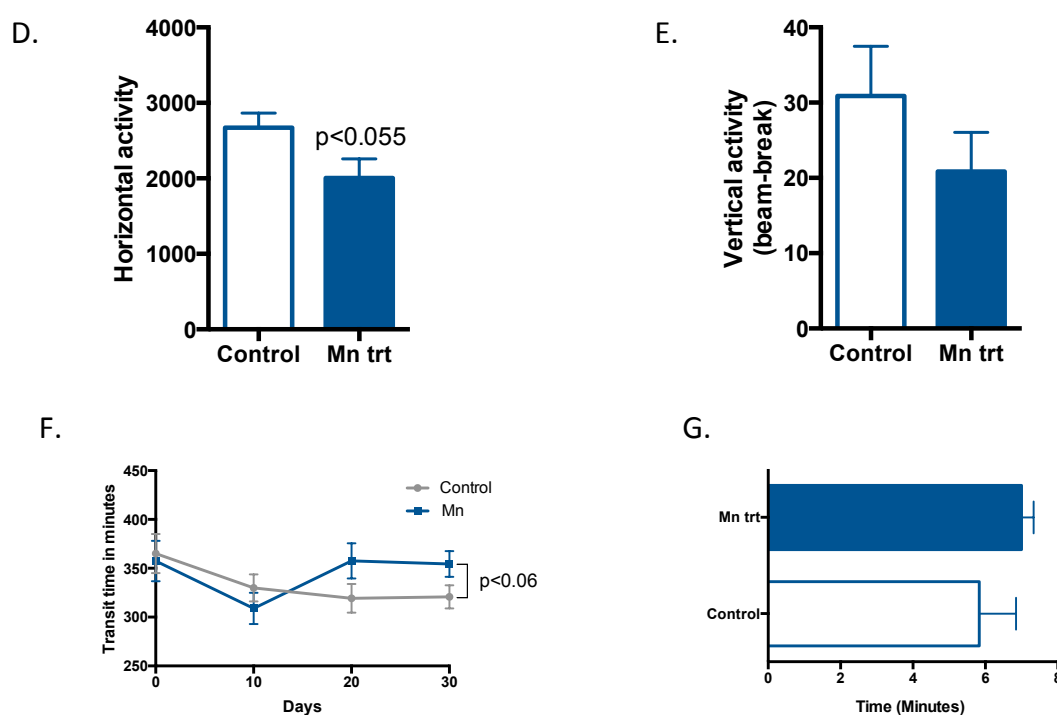 D.
4000
3000
2000
1000
0
Horizontal activity
p<0.055
Control Mn trt
E.
40
30
20
10
0
Vertical activity
(beam-break)
Control Mn trt
F.
450
400
350
300
250
Transit time in minutes
Control
Mn
p<0.06
0 10 20 30
Days
G.
Mn trt
Control
0 2 4 6 8
Time (Minutes)